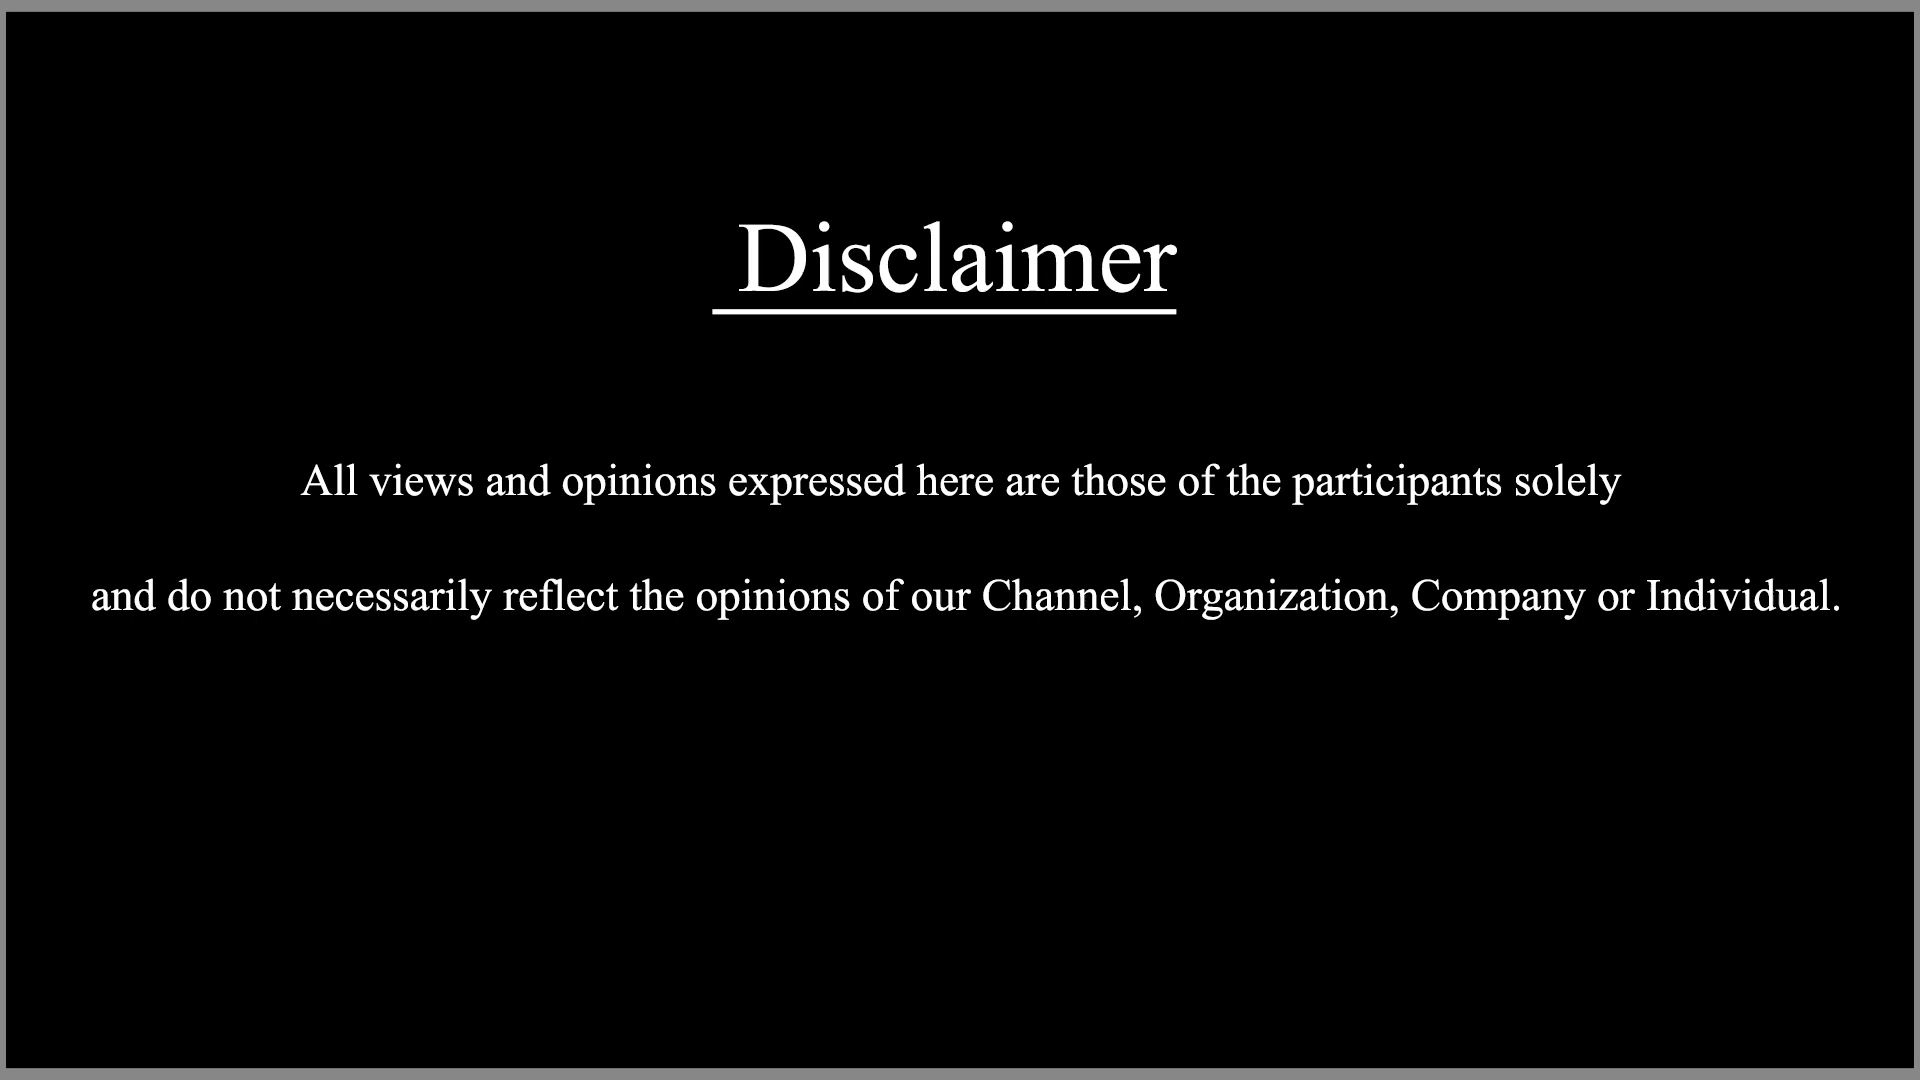 Disclaimer
All views and opinions expressed here are those of the participants solely
and do not necessarily reflect the opinions of our Channel, Organization, Company or Individual.